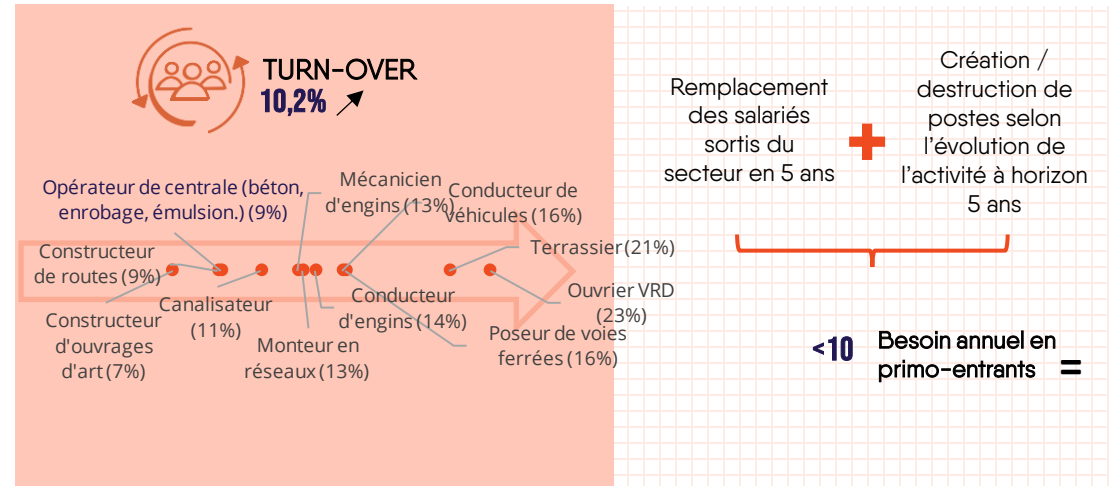 TURN-OVER
10,2%
Opérateur de centrale (béton,
enrobage, émulsion.) (9%)
Mécanicien
d'engins (13%)
Conducteur de
véhicules (16%)
Terrassier (21%)
Constructeur
de routes (9%)
Ouvrier VRD
(23%)
Canalisateur
(11%)
Conducteur
d'engins (14%)
Constructeur
d'ouvrages
d'art (7%)
Monteur en
réseaux (13%)
Poseur de voies
ferrées (16%)
Remplacement
des salariés
sortis du
secteur en 5 ans
+
Création /
destruction de
postes selon
l'évolution de
l'activité à horizon
5 ans
<10
Besoin annuel en
primo-entrants =